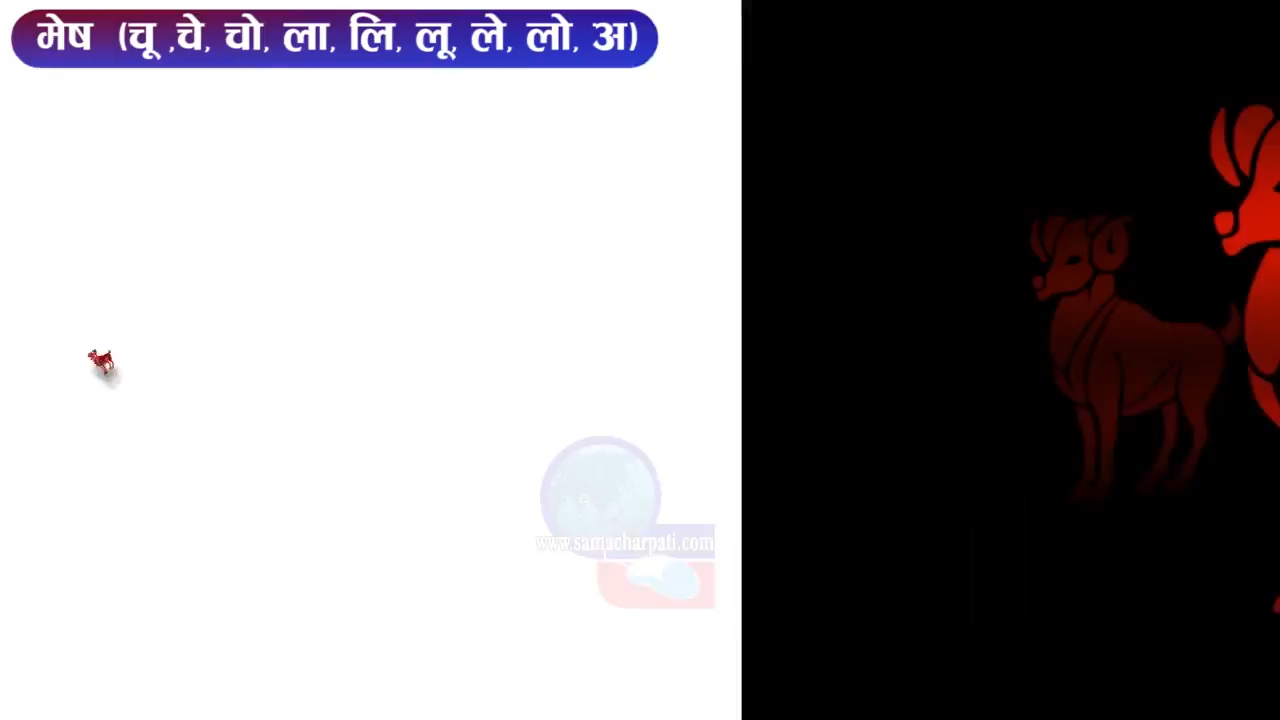 मेष (चू ,चे, चो, ला, लि, लू, ले, लो, अ)
www.samacharpati.com